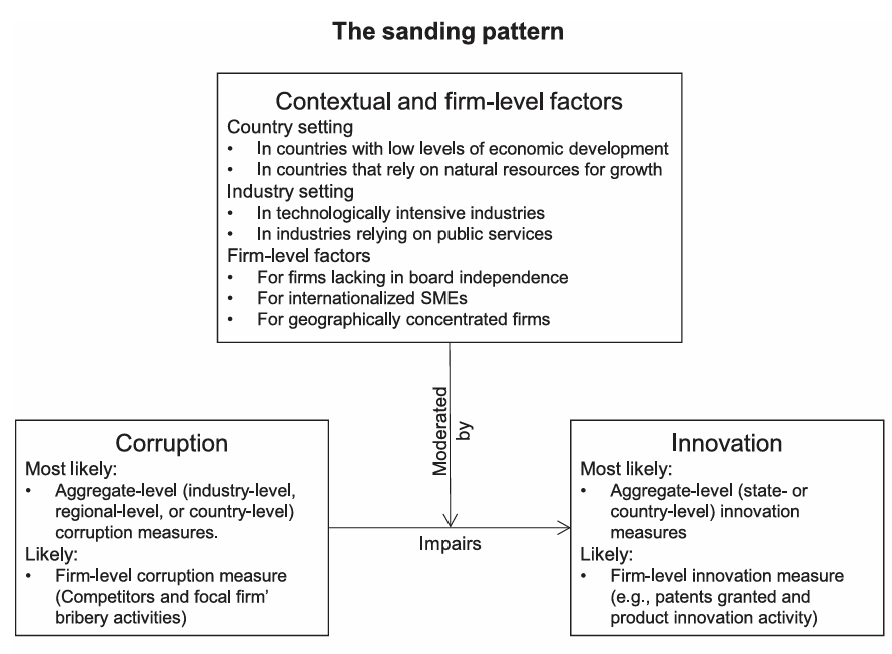 The sanding pattern
Contextual and firm-level factors
Country setting
• In countries with low levels of economic development
• In countries that rely on natural resources for growth
Industry setting
• In technologically intensive industries
• In industries relying on public services
Firm-level factors
• For firms lacking in board independence
• For internationalized SMEs
• For geographically concentrated firms
Moderated
by
Corruption
Most likely:
• Aggregate-level (industry-level,
regional-level, or country-level)
corruption measures.
Likely:
• Firm-level corruption measure
(Competitors and focal firm'
bribery activities)
Impairs
Innovation
Most likely:
• Aggregate-level (state- or
country-level) innovation
measures
Likely:
• Firm-level innovation measure
(e.g., patents granted and
product innovation activity)